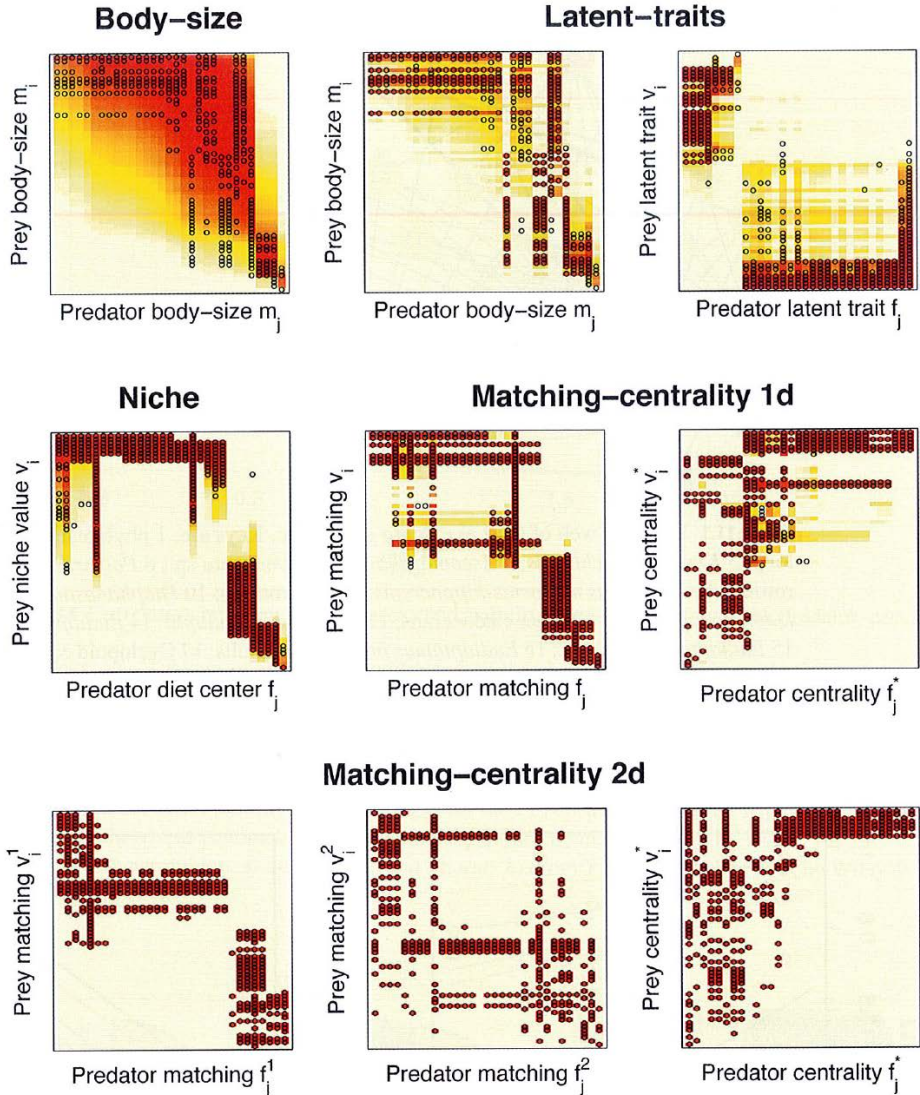 Body–size
Latent–traits
Prey body–size m_i
Predator body–size m_j
Prey body–size m_i
Predator body–size m_j
Prey latent trait v_i
Predator latent trait f_j
Niche
Matching–centrality 1d
Prey niche value v_i
Predator diet center f_j
Prey matching v_i
Predator matching f_j
Prey centrality v_i^*
Predator centrality f_j^*
Matching–centrality 2d
Prey matching v_i^1
Predator matching f_j^1
Prey matching v_i^2
Predator matching f_j^2
Prey centrality v_i^*
Predator centrality f_j^*